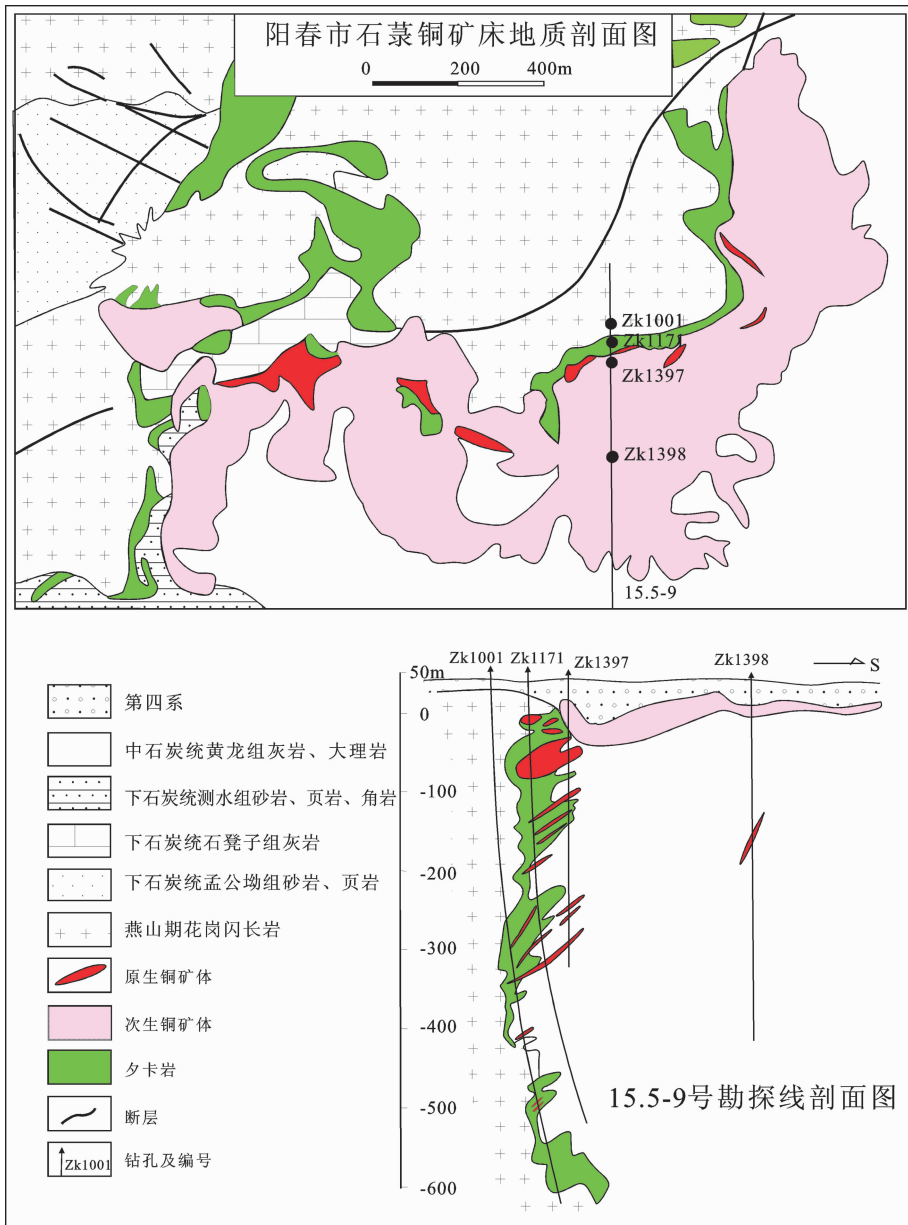 阳春市石菉铜矿床地质剖面图
0 200 400m
Zk1001
Zk1171
Zk1397
Zk1398
15.5-9
Zk1001 Zk1171 Zk1397 Zk1398 S
50m
0
-100
-200
-300
-400
-500
-600
15.5-9号勘探线剖面图
第四系
中石炭统黄龙组灰岩、大理岩
下石炭统测水组砂岩、页岩、角岩
下石炭统石凳子组灰岩
下石炭统孟公坳组砂岩、页岩
燕山期花岗闪长岩
原生铜矿体
次生铜矿体
夕卡岩
断层
Zk1001 钻孔及编号